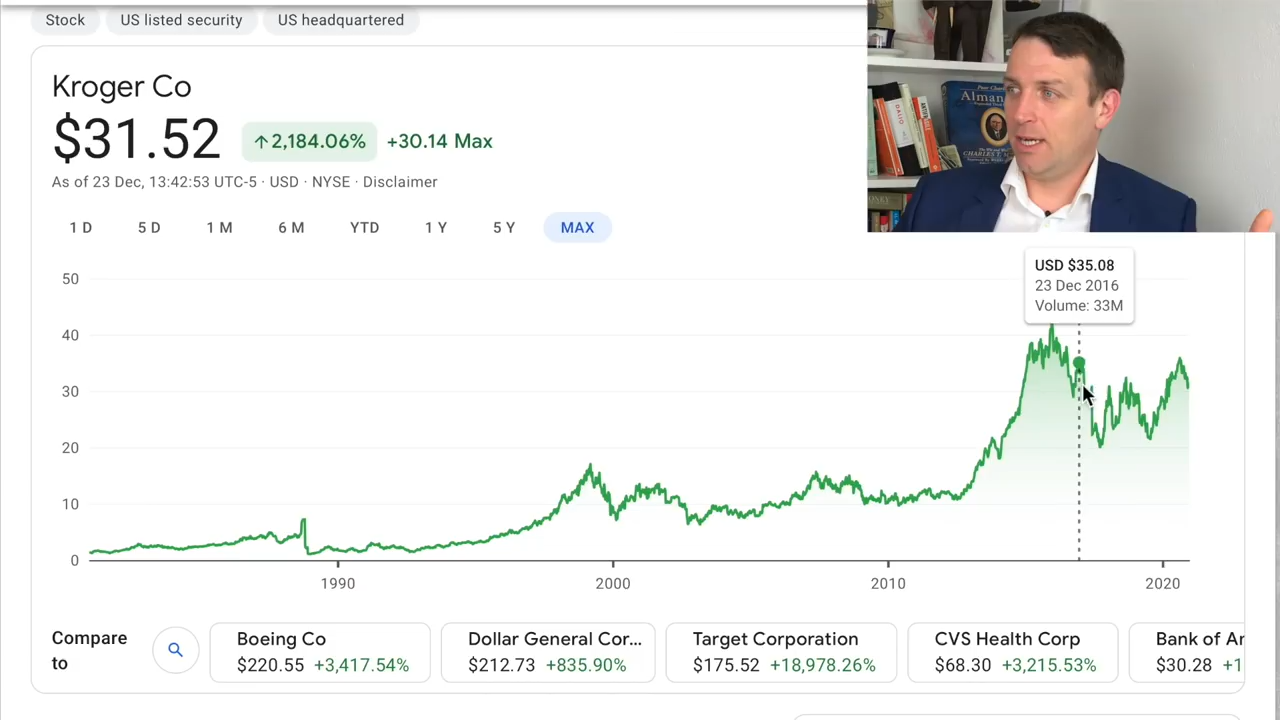 Stock
US listed security
US headquartered
Kroger Co
$31.52
↑2,184.06%
+30.14 Max
As of 23 Dec, 13:42:53 UTC-5 · USD · NYSE · Disclaimer
1 D
5 D
1 M
6 M
YTD
1 Y
5 Y
MAX
USD $35.08
23 Dec 2016
Volume: 33M
50
40
30
20
10
0
1990
2000
2010
2020
Compare
to
Boeing Co
$220.55 +3,417.54%
Dollar General Cor...
$212.73 +835.90%
Target Corporation
$175.52 +18,978.26%
CVS Health Corp
$68.30 +3,215.53%
Bank of Ar
$30.28 +1
Alman
CHARLES T.